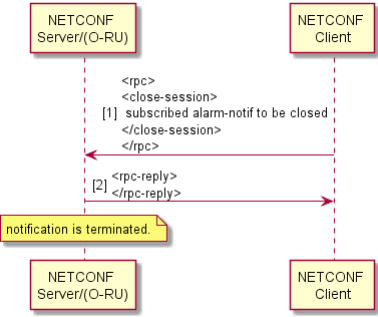 NETCONF
Server/(O-RU)
NETCONF
Client
<rpc>
<close-session>
[1] subscribed alarm-notif to be closed
</close-session>
</rpc>
[2] <rpc-reply>
</rpc-reply>
notification is terminated.
NETCONF
Server/(O-RU)
NETCONF
Client